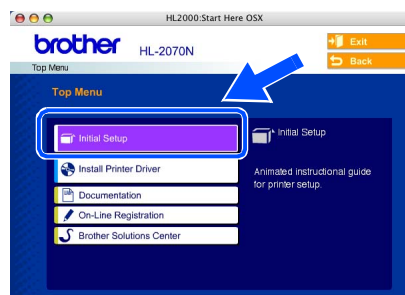 HL2000:Start Here OSX
brother
HL-2070N
Exit
Back
Top Menu
Top Menu
Initial Setup
Install Printer Driver
Documentation
On-Line Registration
Brother Solutions Center
Initial Setup
Animated instructional guide
for printer setup.